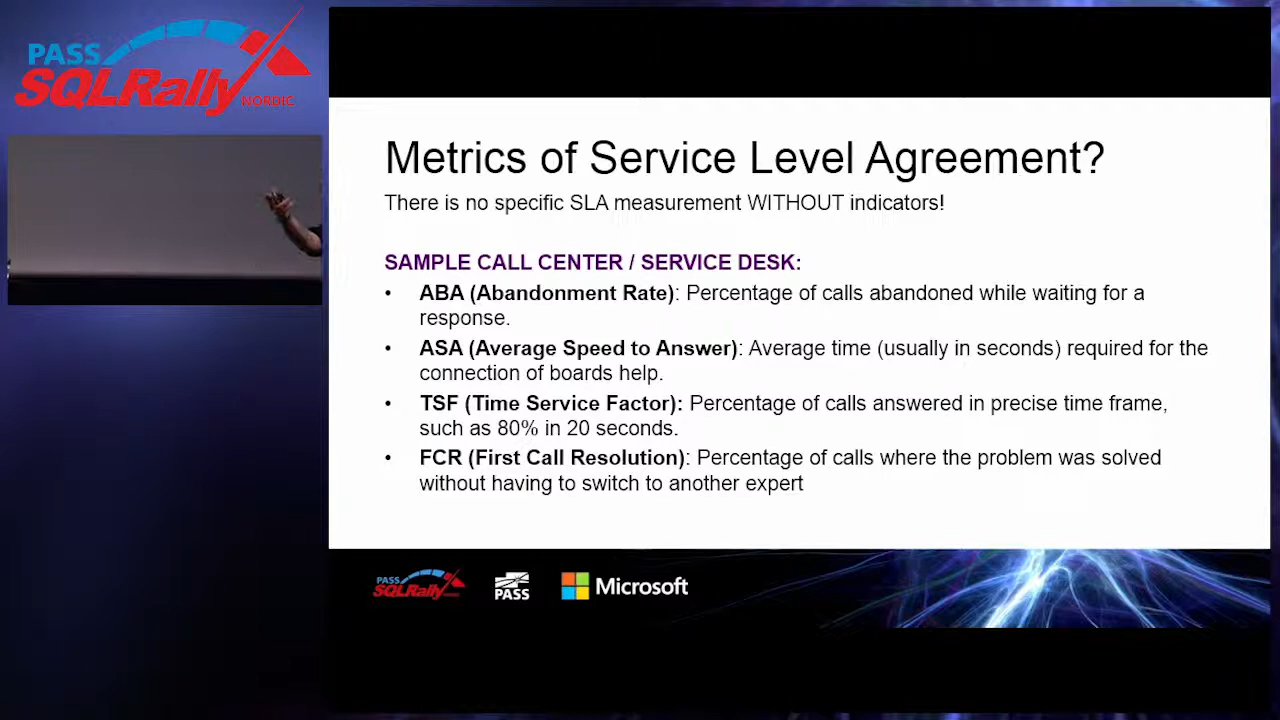 PASS
SQLRally
NORDIC
Metrics of Service Level Agreement?
There is no specific SLA measurement WITHOUT indicators!
SAMPLE CALL CENTER / SERVICE DESK:
• ABA (Abandonment Rate): Percentage of calls abandoned while waiting for a
response.
• ASA (Average Speed to Answer): Average time (usually in seconds) required for the
connection of boards help.
• TSF (Time Service Factor): Percentage of calls answered in precise time frame,
such as 80% in 20 seconds.
• FCR (First Call Resolution): Percentage of calls where the problem was solved
without having to switch to another expert
PASS
SQLRally
PASS
Microsoft